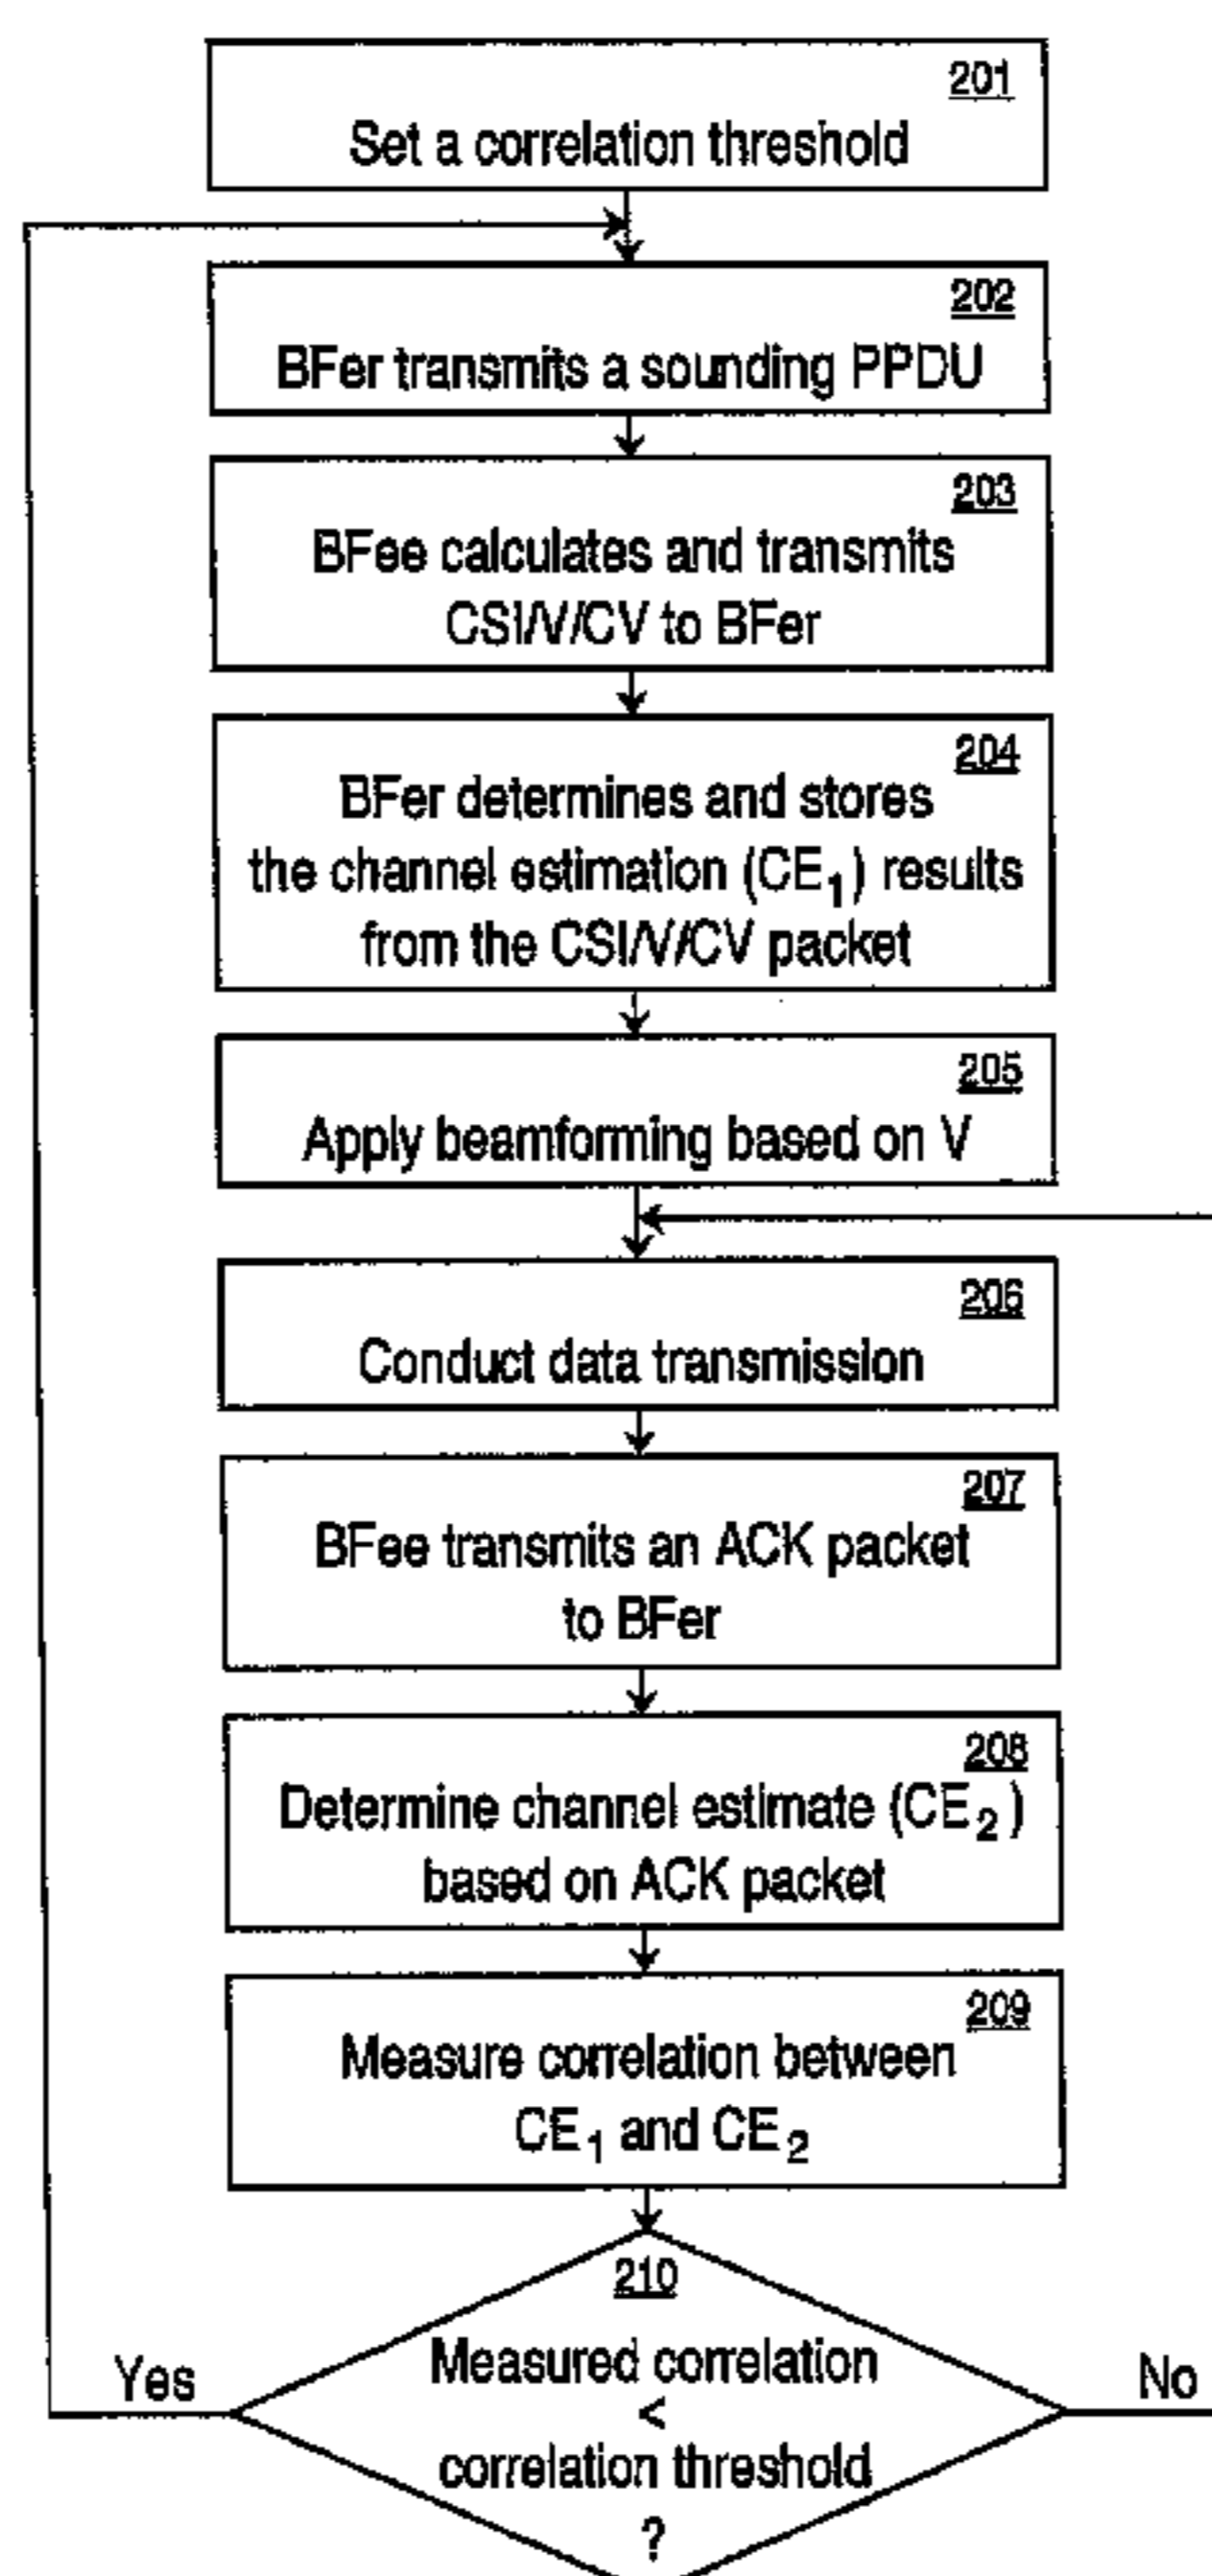 201
Set a correlation threshold
202
BFer transmits a sounding PPDU
203
BFee calculates and transmits
CSI/V/CV to BFer
204
BFer determines and stores
the channel estimation (CE1) results
from the CSI/V/CV packet
205
Apply beamforming based on V
206
Conduct data transmission
207
BFee transmits an ACK packet
to BFer
208
Determine channel estimate (CE2)
based on ACK packet
209
Measure correlation between
CE1 and CE2
210
Measured correlation
<
correlation threshold
?
Yes
No